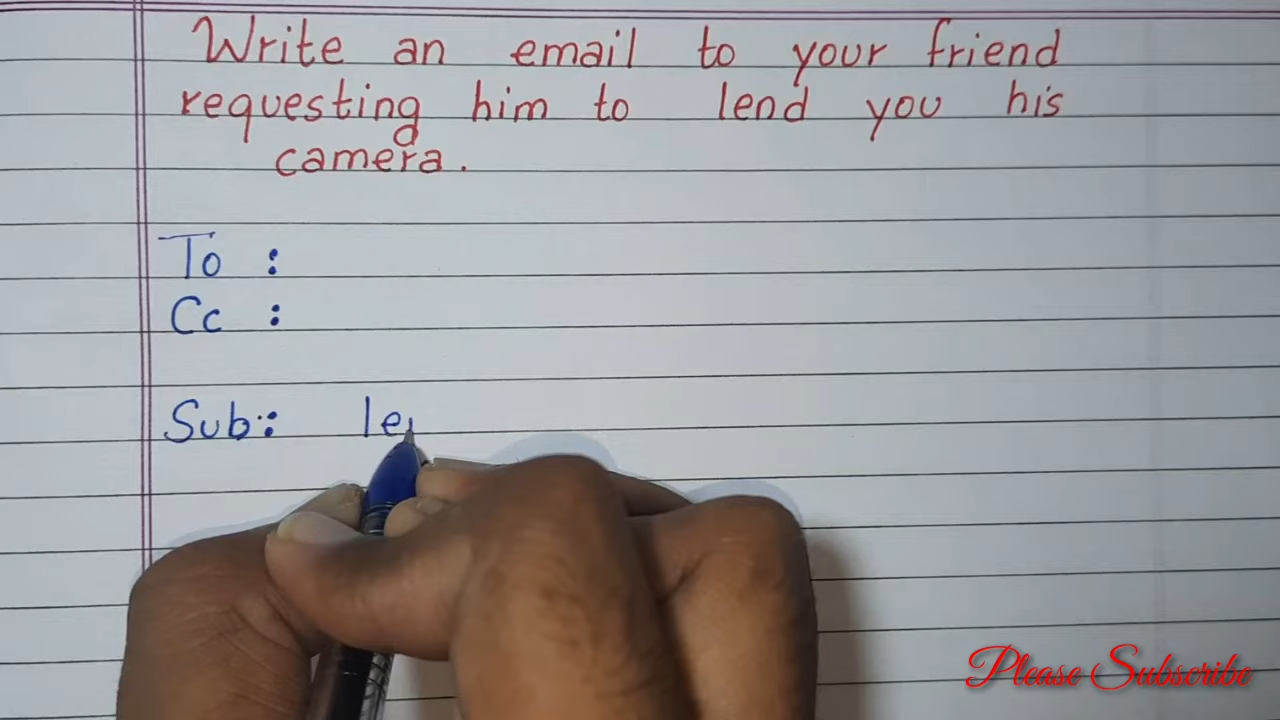 Write an email to your friend
requesting him to lend you his
camera.
To :
Cc :
Sub: le
Please Subscribe